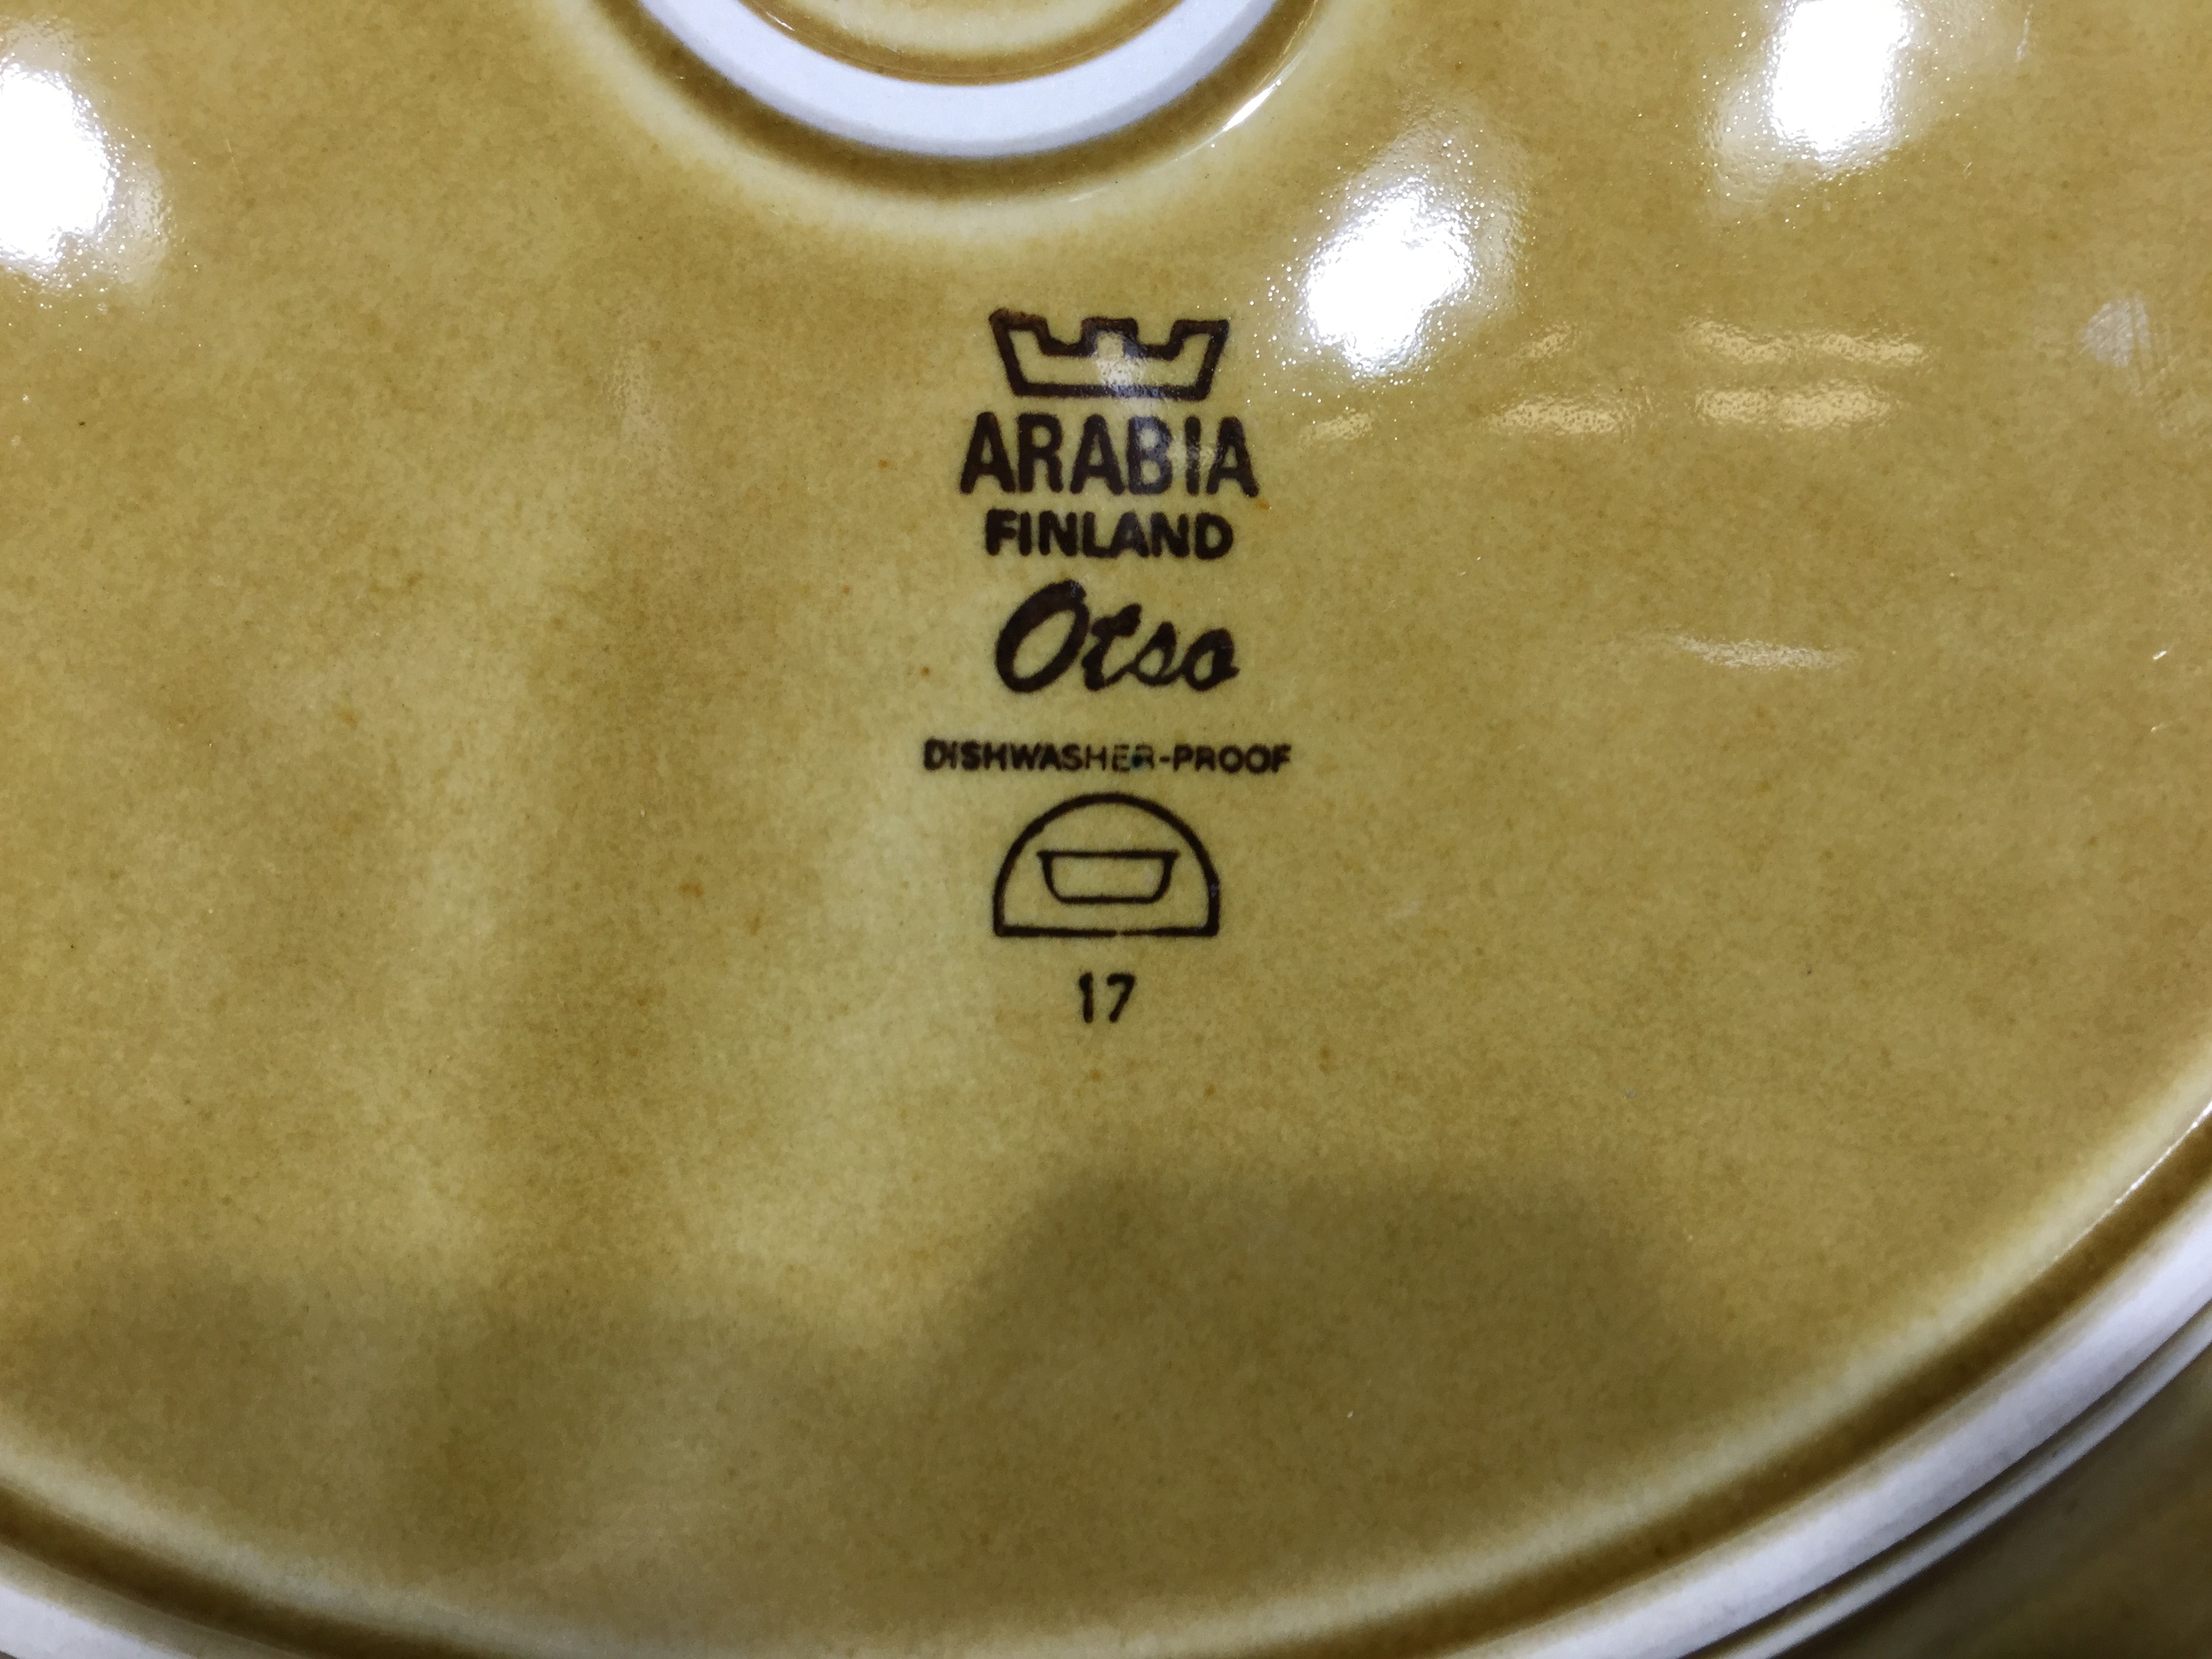 ARABIA
FINLAND
Otso
DISHWASHER-PROOF
17